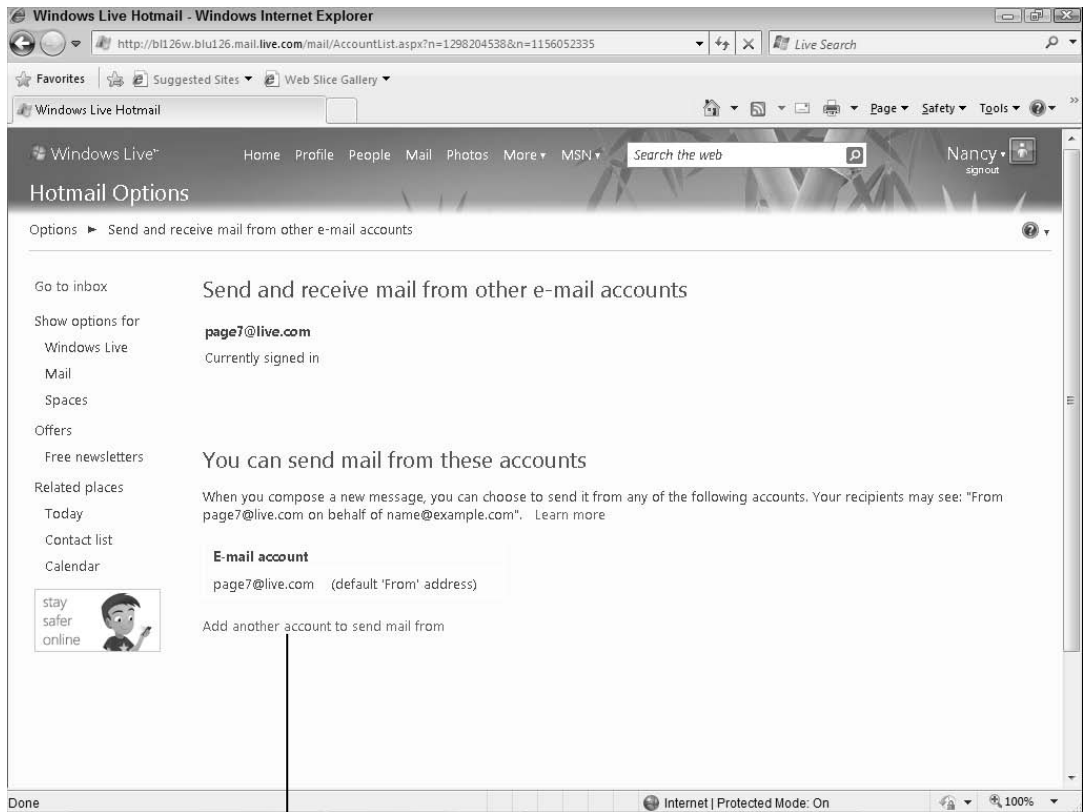 Windows Live Hotmail - Windows Internet Explorer
http://bl126w.blu126.mail.live.com/mail/AccountList.aspx?n=1298204538&n=1156052335
Live Search
Favorites
Suggested Sites
Web Slice Gallery
Windows Live Hotmail
Page
Safety
Tools
Windows Live™
Home Profile People Mail Photos More MSN
Search the web
Nancy
sign out
Hotmail Options
Options ► Send and receive mail from other e-mail accounts
Go to inbox
Show options for
Windows Live
Mail
Spaces
Offers
Free newsletters
Related places
Today
Contact list
Calendar
stay
safer
online
Send and receive mail from other e-mail accounts
page7@live.com
Currently signed in
You can send mail from these accounts
When you compose a new message, you can choose to send it from any of the following accounts. Your recipients may see: "From
page7@live.com on behalf of name@example.com". Learn more
E-mail account
page7@live.com (default 'From' address)
Add another account to send mail from
Done
Internet | Protected Mode: On
100%